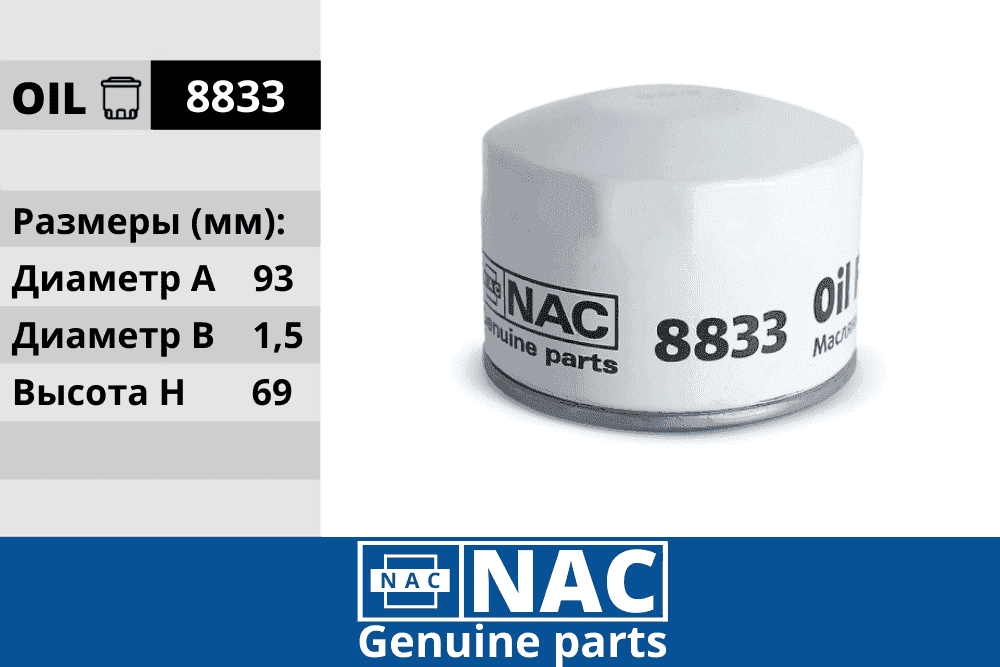 OIL 8833
Размеры (мм):
Диаметр A 93
Диаметр B 1,5
Высота H 69
NAC NAC
Genuine parts
8833
Oil
NAC NAC
Genuine parts